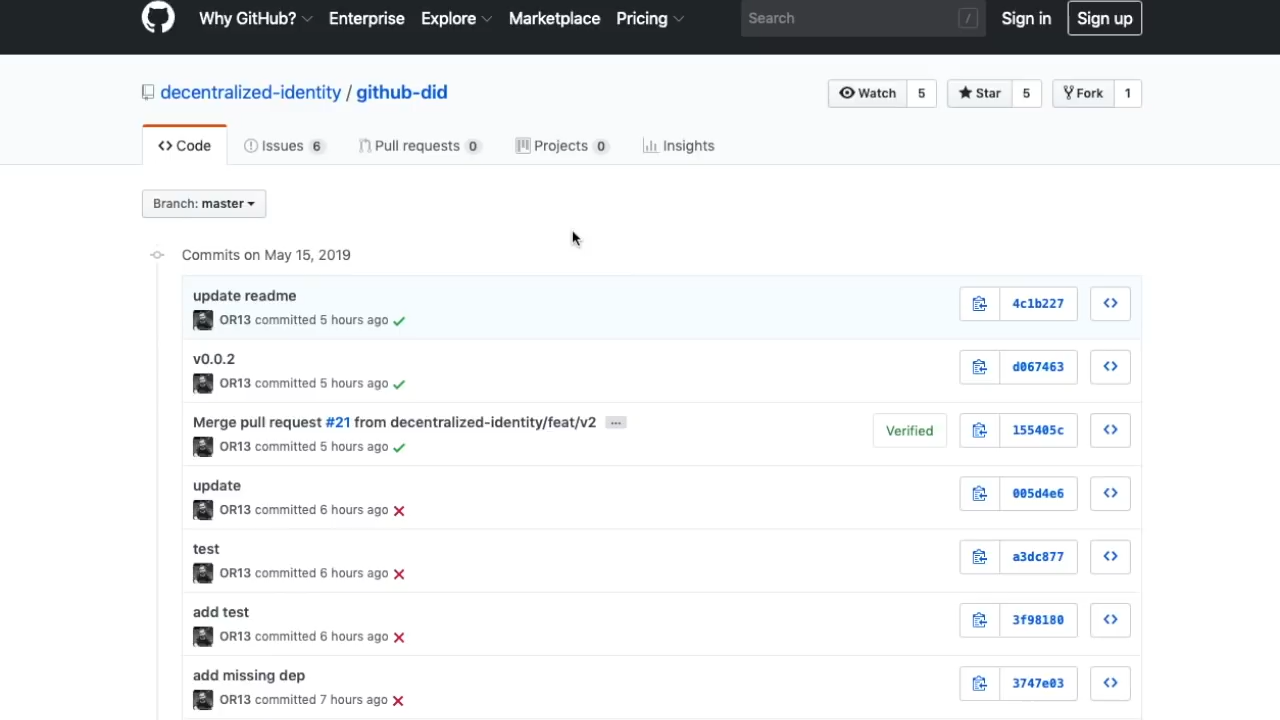 Why GitHub? Enterprise Explore Marketplace Pricing Search / Sign in Sign up
decentralized-identity / github-did Watch 5 Star 5 Fork 1
Code Issues 6 Pull requests 0 Projects 0 Insights
Branch: master
Commits on May 15, 2019
update readme
OR13 committed 5 hours ago
4c1b227
v0.0.2
OR13 committed 5 hours ago
d067463
Merge pull request #21 from decentralized-identity/feat/v2 …
OR13 committed 5 hours ago
Verified 155405c
update
OR13 committed 6 hours ago
005d4e6
test
OR13 committed 6 hours ago
a3dc877
add test
OR13 committed 6 hours ago
3f98180
add missing dep
OR13 committed 7 hours ago
3747e03